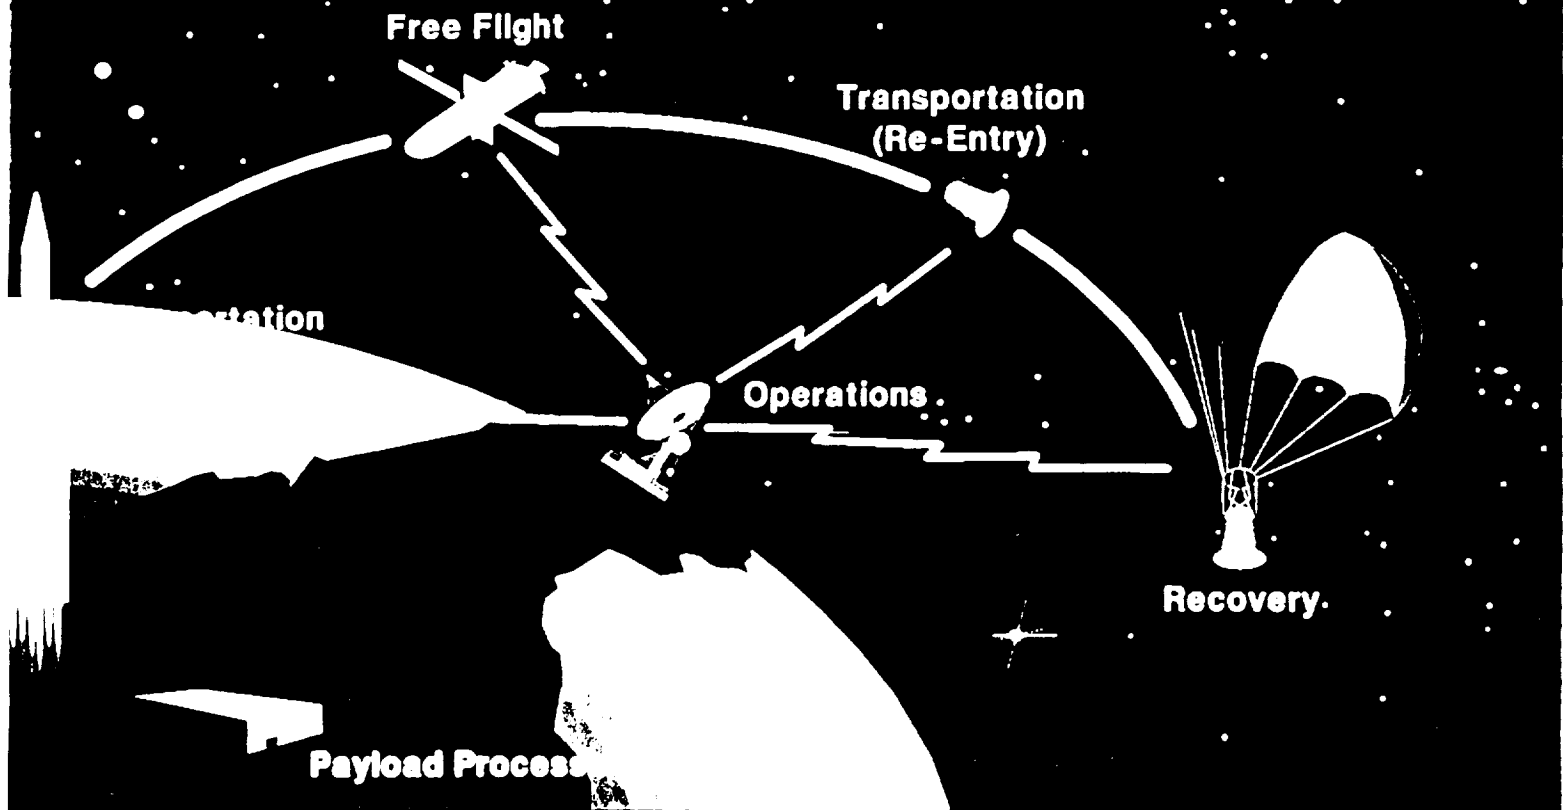 Free Flight
Transportation
(Re-Entry)
Operations
Recovery